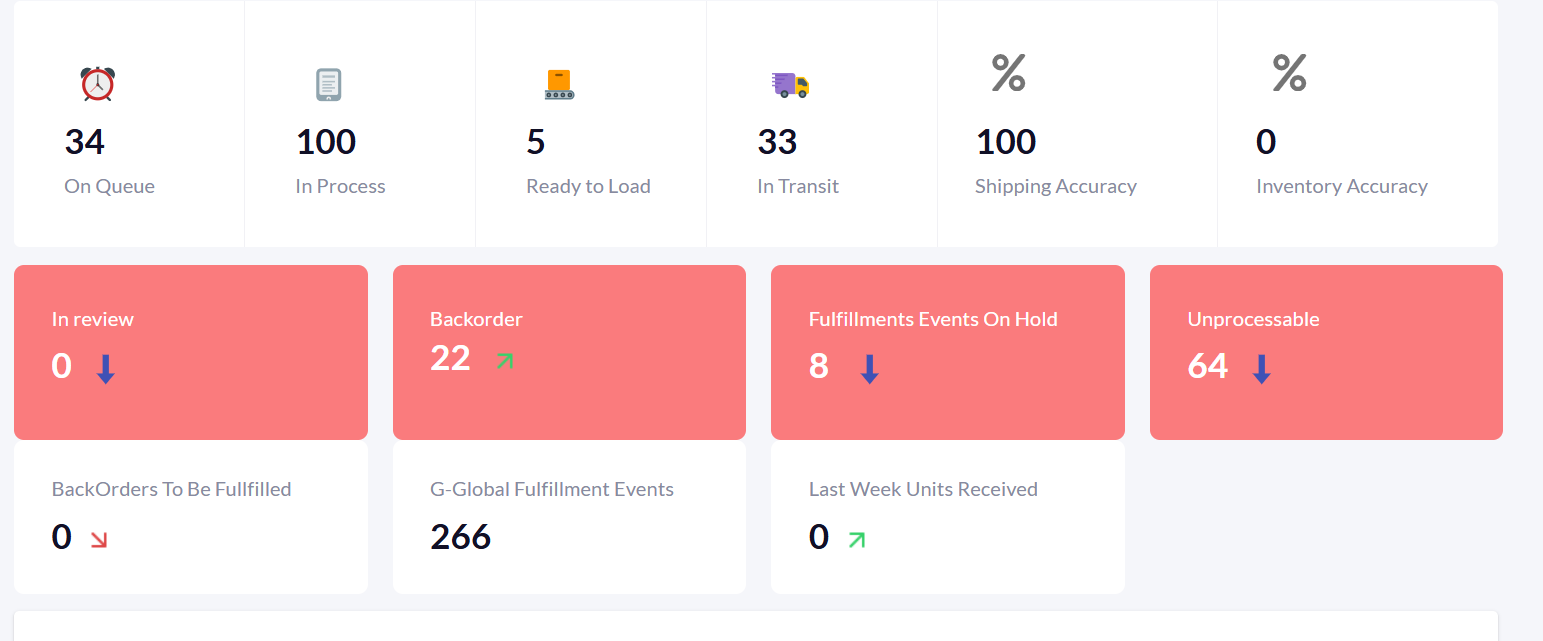 34
On Queue
100
In Process
5
Ready to Load
33
In Transit
%
100
Shipping Accuracy
%
0
Inventory Accuracy
In review
0
Backorder
22
Fulfillments Events On Hold
8
Unprocessable
64
BackOrders To Be Fullfilled
0
G-Global Fulfillment Events
266
Last Week Units Received
0